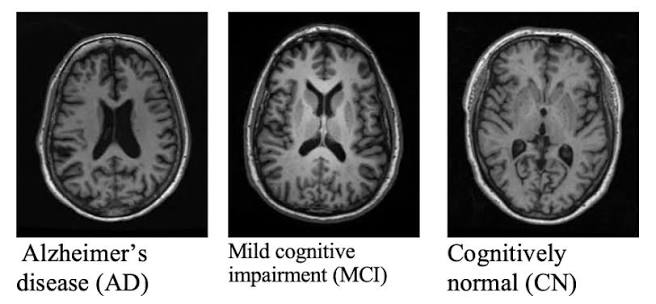 Alzheimer's
disease (AD)
Mild cognitive
impairment (MCI)
Cognitively
normal (CN)